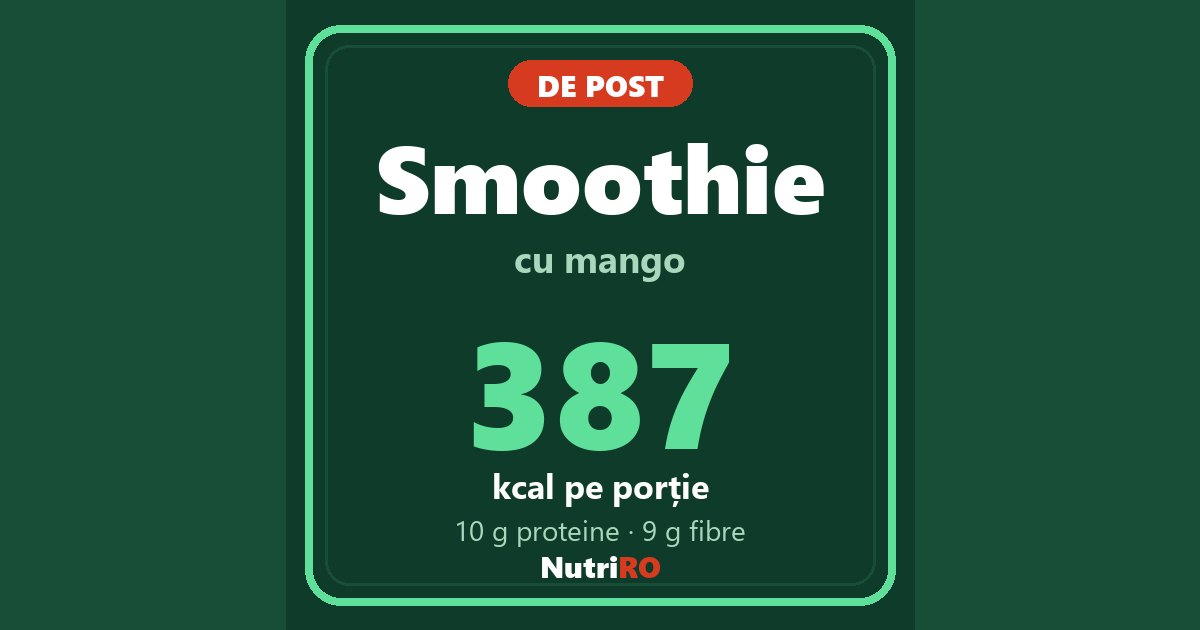 DE POST
Smoothie
cu mango
387
kcal pe porție
10 g proteine · 9 g fibre
NutriRO